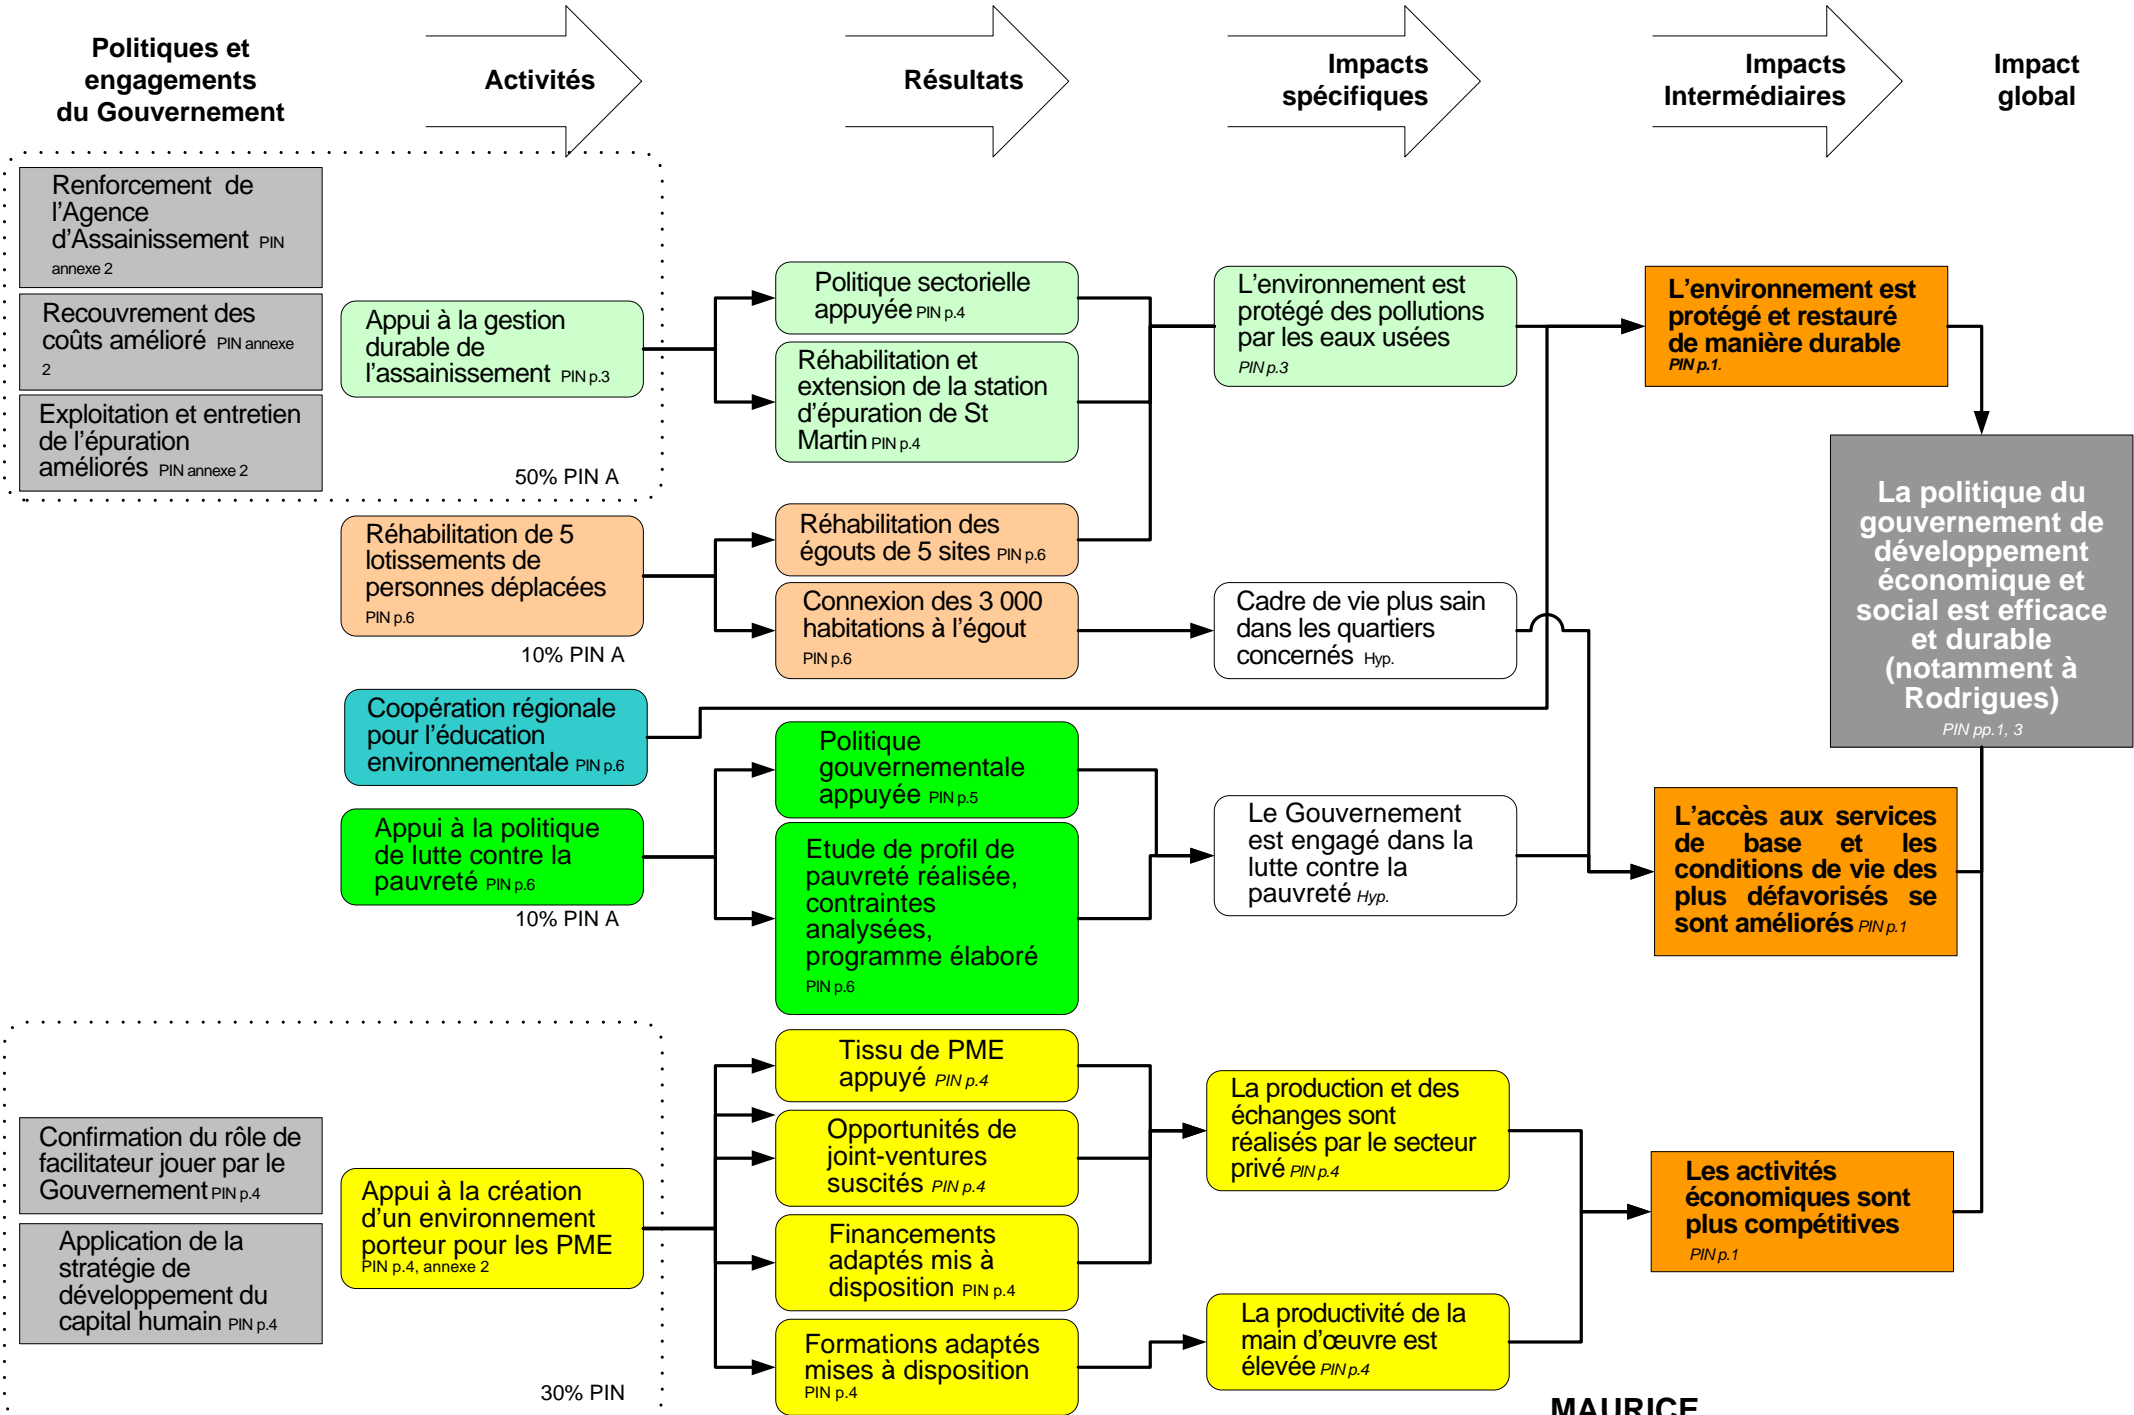 Politiques et
engagements
du Gouvernement
Activités
Résultats
Impacts
spécifiques
Impacts
Intermédiaires
Impact
global
Renforcement de
l'Agence
d'Assainissement PIN
annexe 2
Recouvrement des
coûts amélioré PIN annexe
2
Exploitation et entretien
de l'épuration
améliorés PIN annexe 2
Appui à la gestion
durable de
l'assainissement PIN p.3
50% PIN A
Politique sectorielle
appuyée PIN p.4
Réhabilitation et
extension de la station
d'épuration de St
Martin PIN p.4
L'environnement est
protégé des pollutions
par les eaux usées
PIN p.3
L'environnement est
protégé et restauré
de manière durable
PIN p.1.
Réhabilitation de 5
lotissements de
personnes déplacées
PIN p.6
10% PIN A
Réhabilitation des
égouts de 5 sites PIN p.6
Connexion des 3 000
habitations à l'égout
PIN p.6
Cadre de vie plus sain
dans les quartiers
concernés Hyp.
La politique du
gouvernement de
développement
économique et
social est efficace
et durable
(notamment à
Rodrigues)
PIN pp.1, 3
Coopération régionale
pour l'éducation
environnementale PIN p.6
Appui à la politique
de lutte contre la
pauvreté PIN p.6
10% PIN A
Politique
gouvernementale
appuyée PIN p.5
Etude de profil de
pauvreté réalisée,
contraintes
analysées,
programme élaboré
PIN p.6
Le Gouvernement
est engagé dans la
lutte contre la
pauvreté Hyp.
L'accès aux services
de base et les
conditions de vie des
plus défavorisés se
sont améliorés PIN p.1
Confirmation du rôle de
facilitateur jouer par le
Gouvernement PIN p.4
Application de la
stratégie de
développement du
capital humain PIN p.4
Appui à la création
d'un environnement
porteur pour les PME
PIN p.4, annexe 2
30% PIN
Tissu de PME
appuyé PIN p.4
Opportunités de
joint-ventures
suscités PIN p.4
Financements
adaptés mis à
disposition PIN p.4
Formations adaptés
mises à disposition
PIN p.4
La production et des
échanges sont
réalisés par le secteur
privé PIN p.4
La productivité de la
main d'œuvre est
élevée PIN p.4
Les activités
économiques sont
plus compétitives
PIN p.1
MAURICE